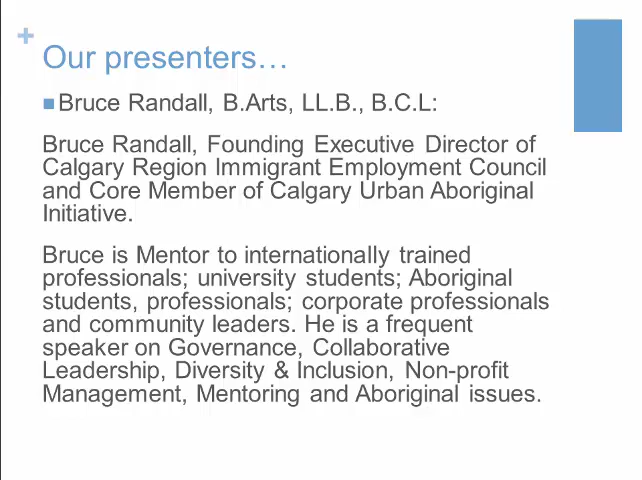 +
Our presenters…
Bruce Randall, B.Arts, LL.B., B.C.L:
Bruce Randall, Founding Executive Director of
Calgary Region Immigrant Employment Council
and Core Member of Calgary Urban Aboriginal
Initiative.
Bruce is Mentor to internationally trained
professionals; university students; Aboriginal
students, professionals; corporate professionals
and community leaders. He is a frequent
speaker on Governance, Collaborative
Leadership, Diversity & Inclusion, Non-profit
Management, Mentoring and Aboriginal issues.